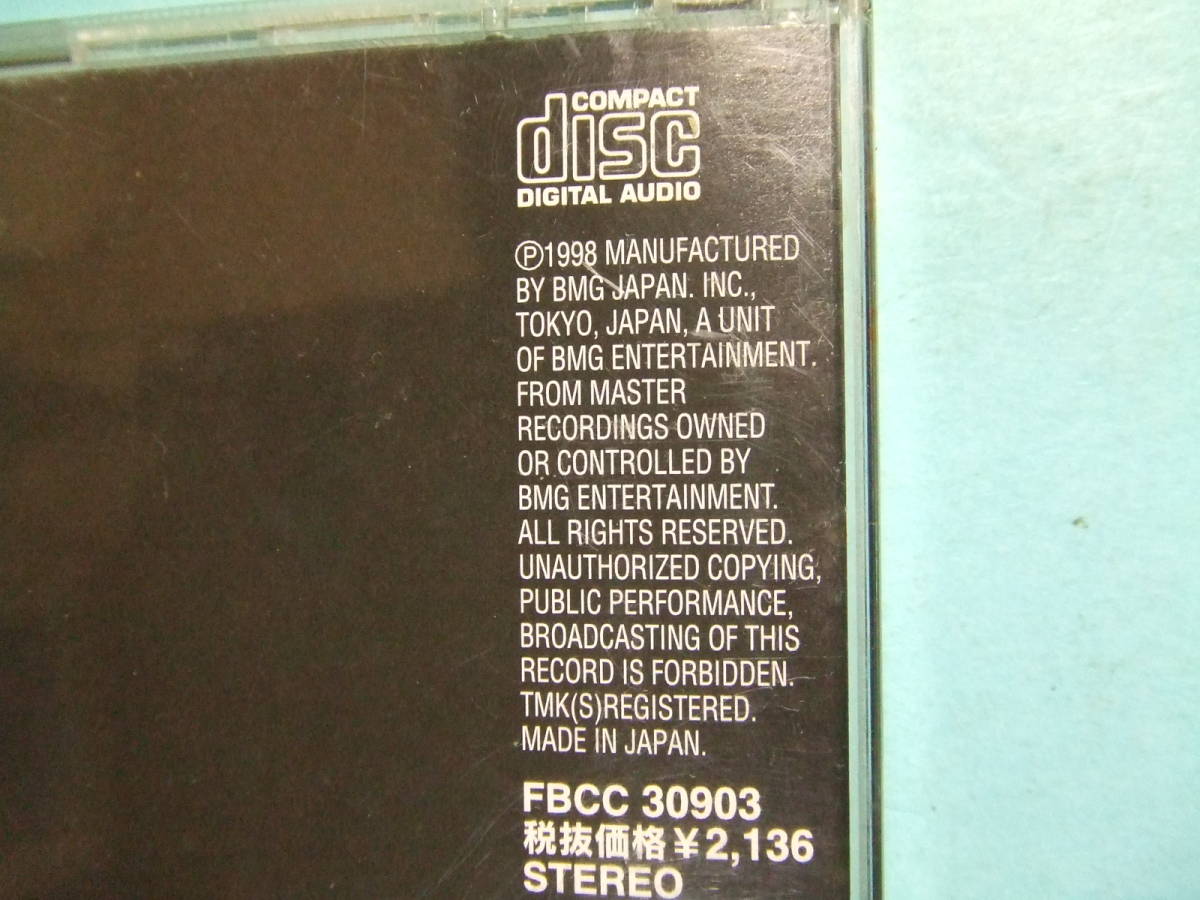 COMPACT
disc
DIGITAL AUDIO
℗1998 MANUFACTURED
BY BMG JAPAN. INC.,
TOKYO, JAPAN, A UNIT
OF BMG ENTERTAINMENT.
FROM MASTER
RECORDINGS OWNED
OR CONTROLLED BY
BMG ENTERTAINMENT.
ALL RIGHTS RESERVED.
UNAUTHORIZED COPYING,
PUBLIC PERFORMANCE,
BROADCASTING OF THIS
RECORD IS FORBIDDEN.
TMK(S)REGISTERED.
MADE IN JAPAN.
FBCC 30903
税抜価格￥2,136
STEREO